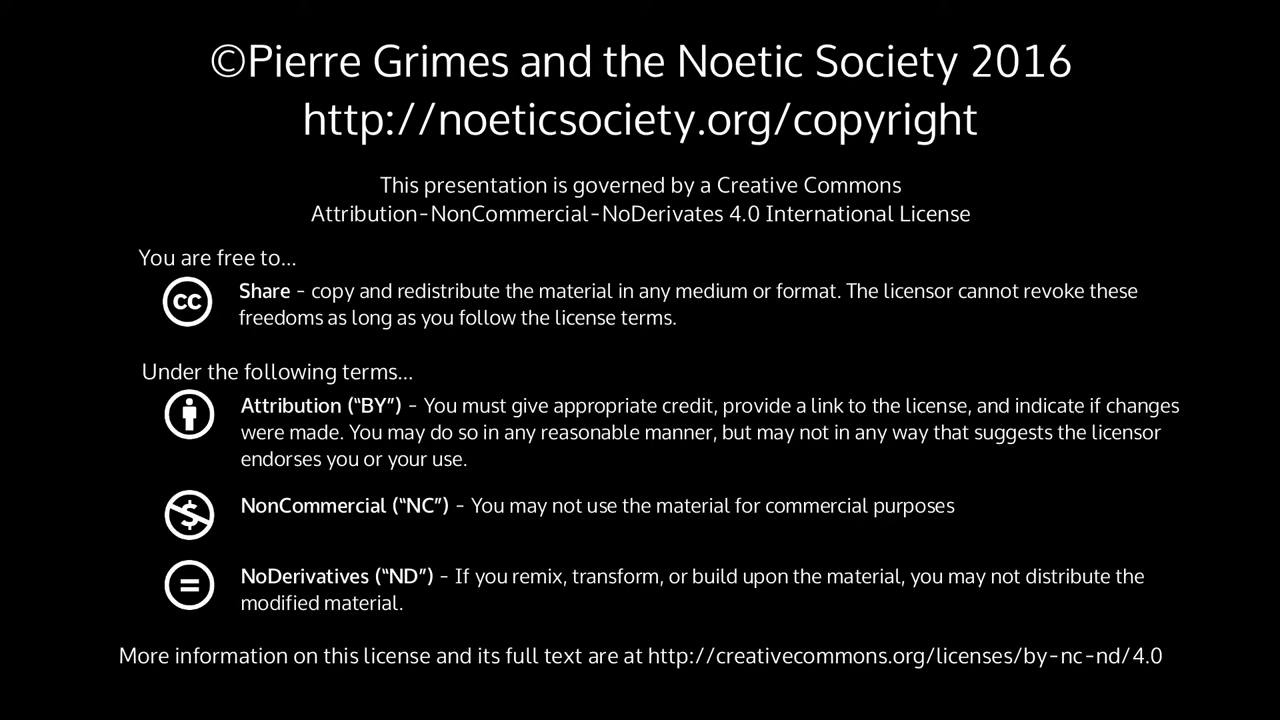 ©Pierre Grimes and the Noetic Society 2016
http://noeticsociety.org/copyright
This presentation is governed by a Creative Commons
Attribution-NonCommercial-NoDerivates 4.0 International License
You are free to...
cc
Share - copy and redistribute the material in any medium or format. The licensor cannot revoke these
freedoms as long as you follow the license terms.
Under the following terms...
Attribution (“BY”) - You must give appropriate credit, provide a link to the license, and indicate if changes
were made. You may do so in any reasonable manner, but may not in any way that suggests the licensor
endorses you or your use.
$
NonCommercial (“NC”) - You may not use the material for commercial purposes
=
NoDerivatives (“ND”) - If you remix, transform, or build upon the material, you may not distribute the
modified material.
More information on this license and its full text are at http://creativecommons.org/licenses/by-nc-nd/4.0